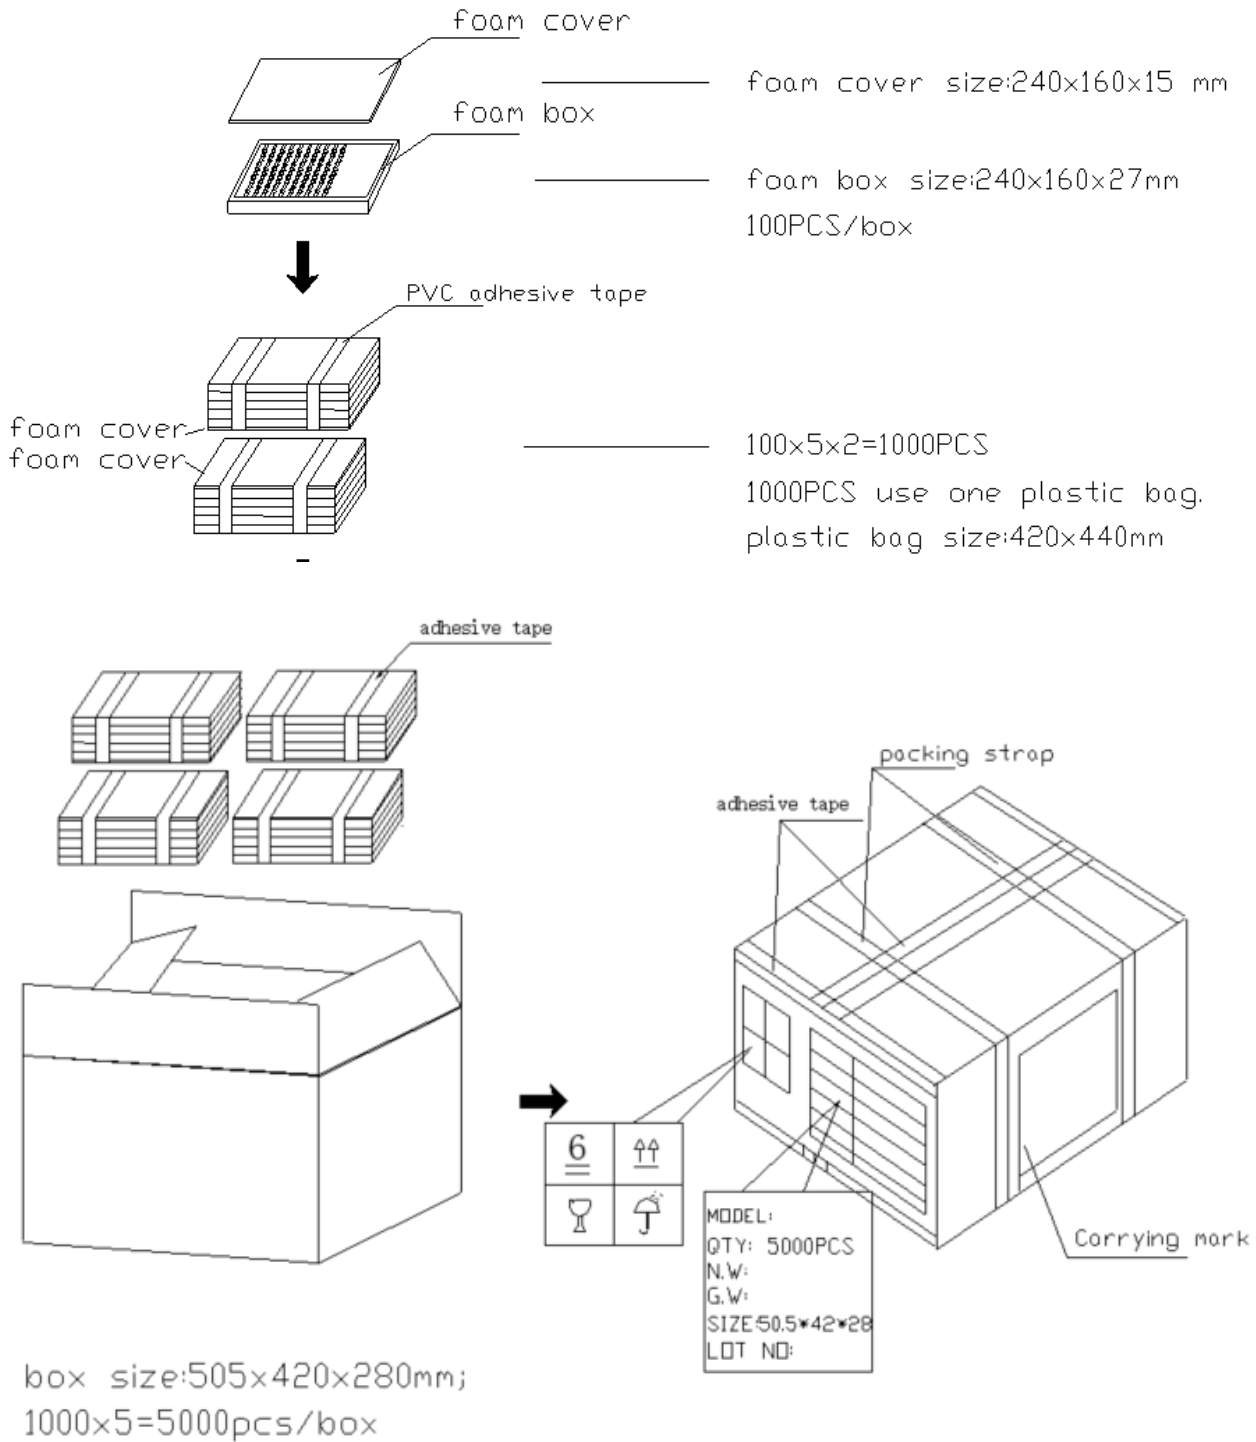 foam cover
foam cover size:240x160x15 mm
foam box
foam box size:240x160x27mm
100PCS/box
PVC adhesive tape
foam cover
foam cover
100x5x2=1000PCS
1000PCS use one plastic bag.
plastic bag size:420x440mm
adhesive tape
packing strap
adhesive tape
6
MODEL:
QTY: 5000PCS
N.W:
G.W:
SIZE:50.5*42*28
LOT NO:
Carrying mark
box size:505x420x280mm;
1000x5=5000pcs/box